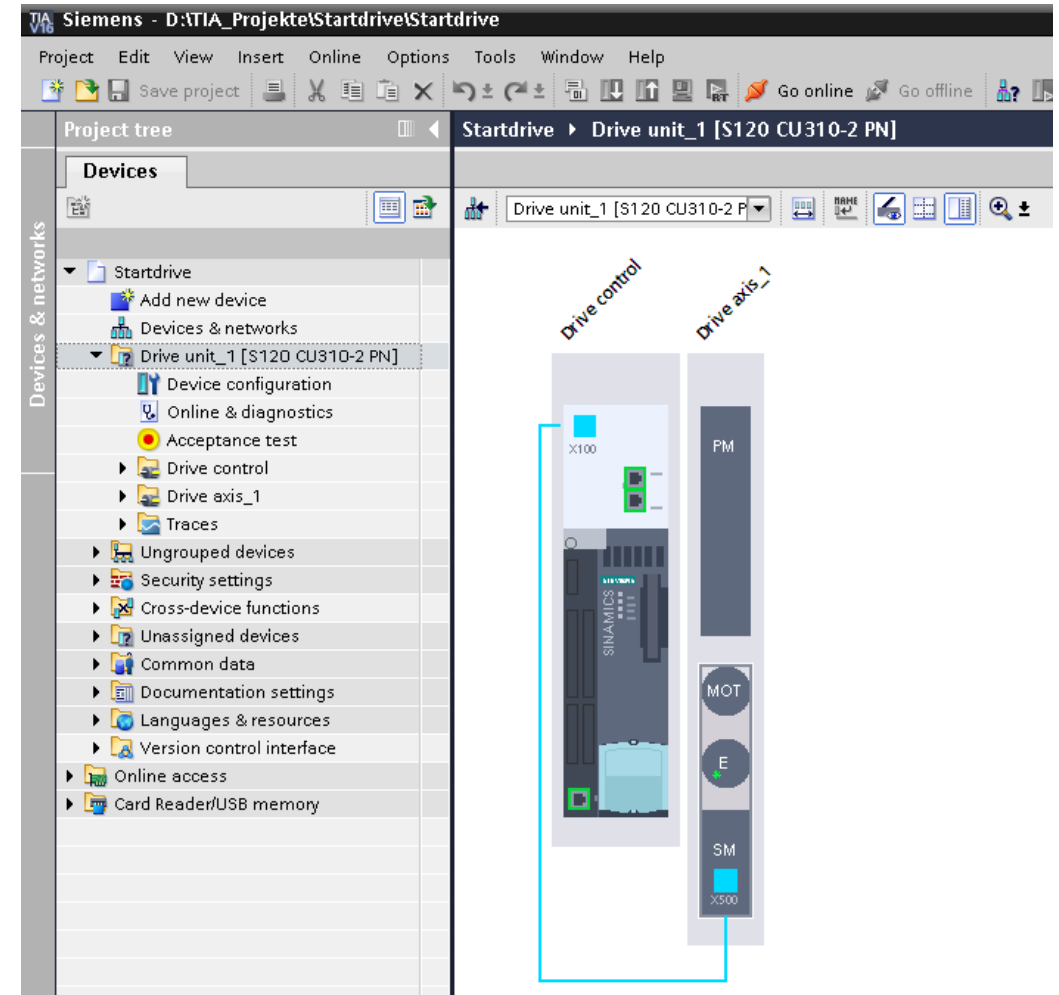 TIA V16 Siemens - D:\TIA_Projekte\Startdrive\Startdrive
Project Edit View Insert Online Options Tools Window Help
Save project Go online Go offline
Project tree
Startdrive Drive unit_1 [S120 CU310-2 PN]
Devices
Drive unit_1 [S120 CU310-2 P
NAME
Devices & networks
Startdrive
Add new device
Devices & networks
Drive unit_1 [S120 CU310-2 PN]
Device configuration
Online & diagnostics
Acceptance test
Drive control
Drive axis_1
Traces
Ungrouped devices
Security settings
Cross-device functions
Unassigned devices
Common data
Documentation settings
Languages & resources
Version control interface
Online access
Card Reader/USB memory
Drive control
Drive axis_1
X100
PM
SIEMENS
SINAMICS
MOT
E
SM
X500